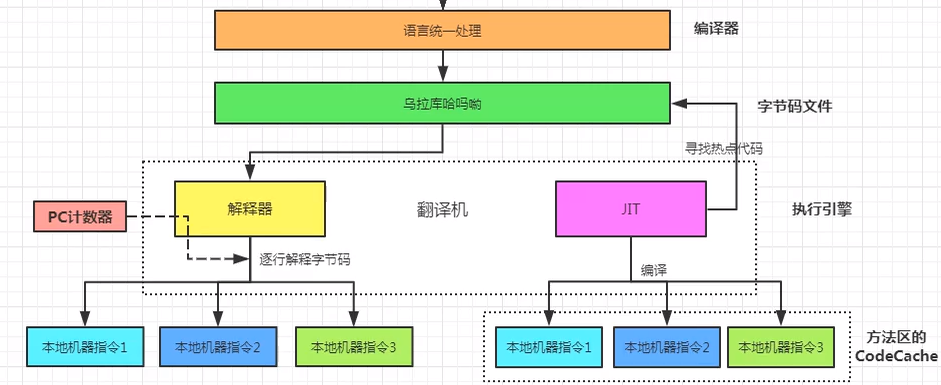 语言统一处理
编译器
乌拉库哈吗嘞
字节码文件
寻找热点代码
解释器
翻译机
JIT
执行引擎
PC计数器
逐行解释字节码
编译
本地机器指令1
本地机器指令2
本地机器指令3
本地机器指令1
本地机器指令2
本地机器指令3
方法区的
CodeCache